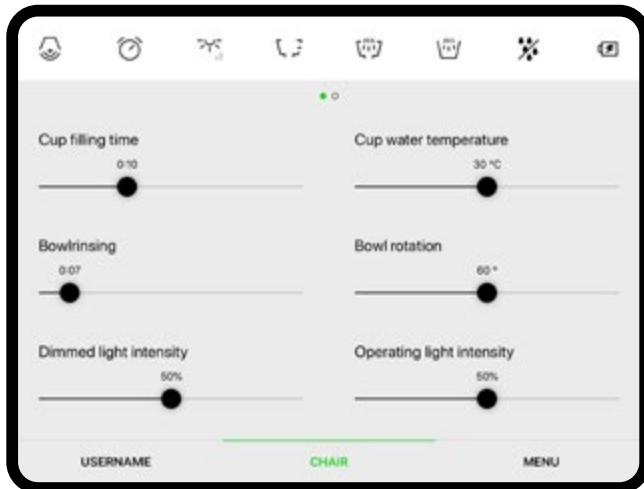 Cup filling time
0:10
Cup water temperature
30 °C
Bowlrinsing
0:07
Bowl rotation
60 °
Dimmed light intensity
50%
Operating light intensity
50%
USERNAME
CHAIR
MENU